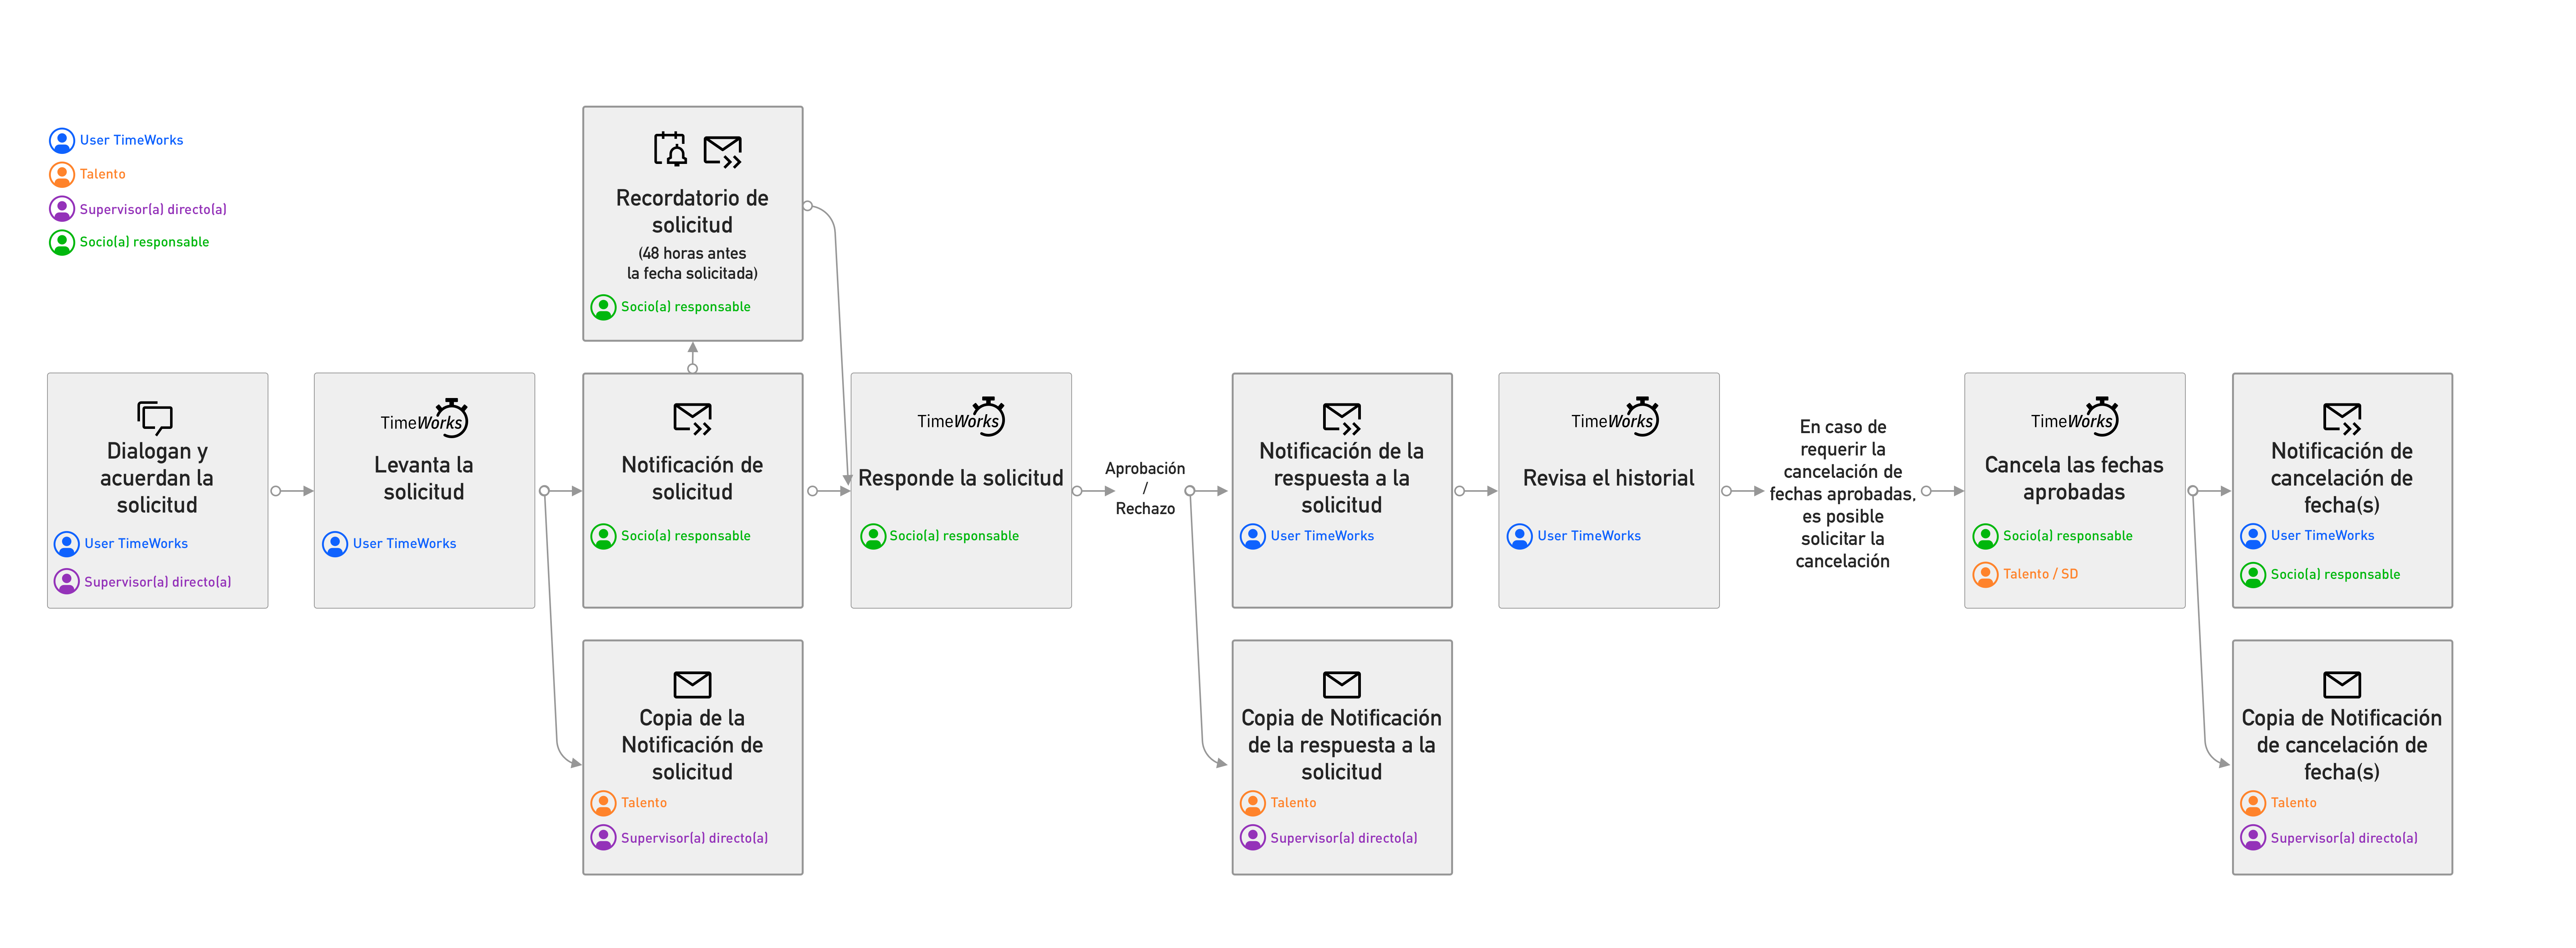 User TimeWorks
Talento
Supervisor(a) directo(a)
Socio(a) responsable
Dialogan y
acuerdan la
solicitud
User TimeWorks
Supervisor(a) directo(a)
TimeWorks
Levanta la
solicitud
User TimeWorks
Recordatorio de
solicitud
(48 horas antes
la fecha solicitada)
Socio(a) responsable
Notificación de
solicitud
Socio(a) responsable
Copia de la
Notificación de
solicitud
Talento
Supervisor(a) directo(a)
TimeWorks
Responde la solicitud
Socio(a) responsable
Aprobación
/
Rechazo
Notificación de la
respuesta a la
solicitud
User TimeWorks
Copia de Notificación
de la respuesta a la
solicitud
Talento
Supervisor(a) directo(a)
TimeWorks
Revisa el historial
User TimeWorks
En caso de
requerir la
cancelación de
fechas aprobadas,
es posible
solicitar la
cancelación
TimeWorks
Cancela las fechas
aprobadas
Socio(a) responsable
Talento / SD
Notificación de
cancelación de
fecha(s)
User TimeWorks
Socio(a) responsable
Copia de Notificación
de cancelación de
fecha(s)
Talento
Supervisor(a) directo(a)